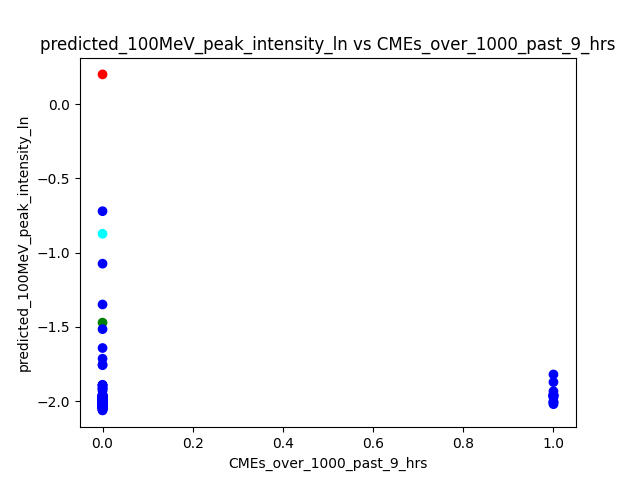 predicted_100MeV_peak_intensity_ln vs CMEs_over_1000_past_9_hrs
predicted_100MeV_peak_intensity_ln
0.0
−0.5
−1.0
−1.5
−2.0
0.0 0.2 0.4 0.6 0.8 1.0
CMEs_over_1000_past_9_hrs